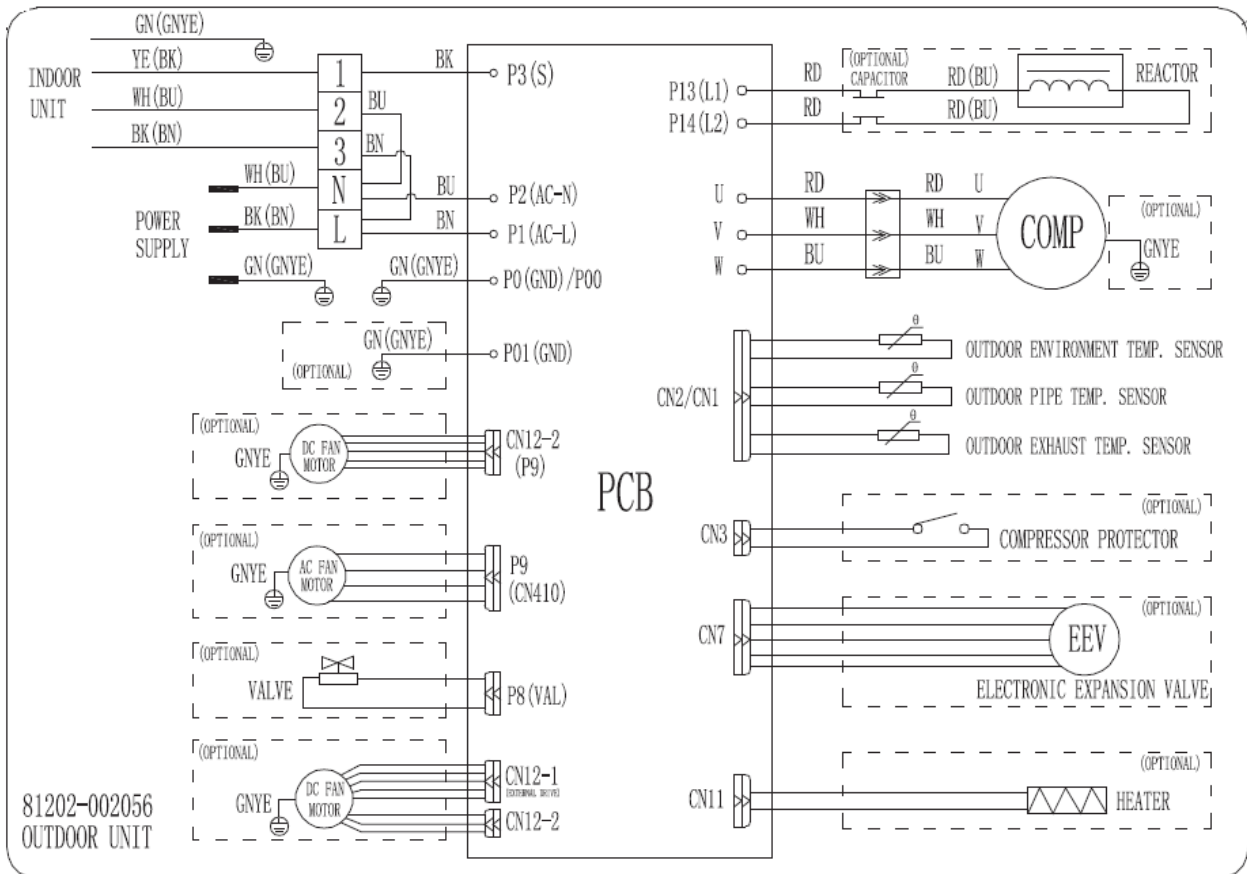 GN(GNYE)
YE(BK)
INDOOR
UNIT
WH(BU)
BK(BN)
1
2
3
N
L
BU
BN
BK
P3(S)
WH(BU)
POWER
SUPPLY
BK(BN)
BU
P2(AC-N)
BN
P1(AC-L)
GN(GNYE)
GN(GNYE)
P0(GND)/P00
GN(GNYE)
(OPTIONAL)
P01(GND)
(OPTIONAL)
GNYE
DC FAN
MOTOR
CN12-2
(P9)
(OPTIONAL)
GNYE
AC FAN
MOTOR
P9
(CN410)
(OPTIONAL)
VALVE
P8(VAL)
(OPTIONAL)
GNYE
DC FAN
MOTOR
CN12-1
(EXTERNAL DRIVE)
CN12-2
81202-002056
OUTDOOR UNIT
PCB
P13(L1)
RD
(OPTIONAL)
CAPACITOR
RD(BU)
REACTOR
P14(L2)
RD
RD(BU)
U
RD
RD
U
V
WH
WH
V
W
BU
BU
W
COMP
(OPTIONAL)
GNYE
CN2/CN1
θ
OUTDOOR ENVIRONMENT TEMP. SENSOR
θ
OUTDOOR PIPE TEMP. SENSOR
θ
OUTDOOR EXHAUST TEMP. SENSOR
CN3
(OPTIONAL)
COMPRESSOR PROTECTOR
CN7
(OPTIONAL)
EEV
ELECTRONIC EXPANSION VALVE
CN11
(OPTIONAL)
HEATER